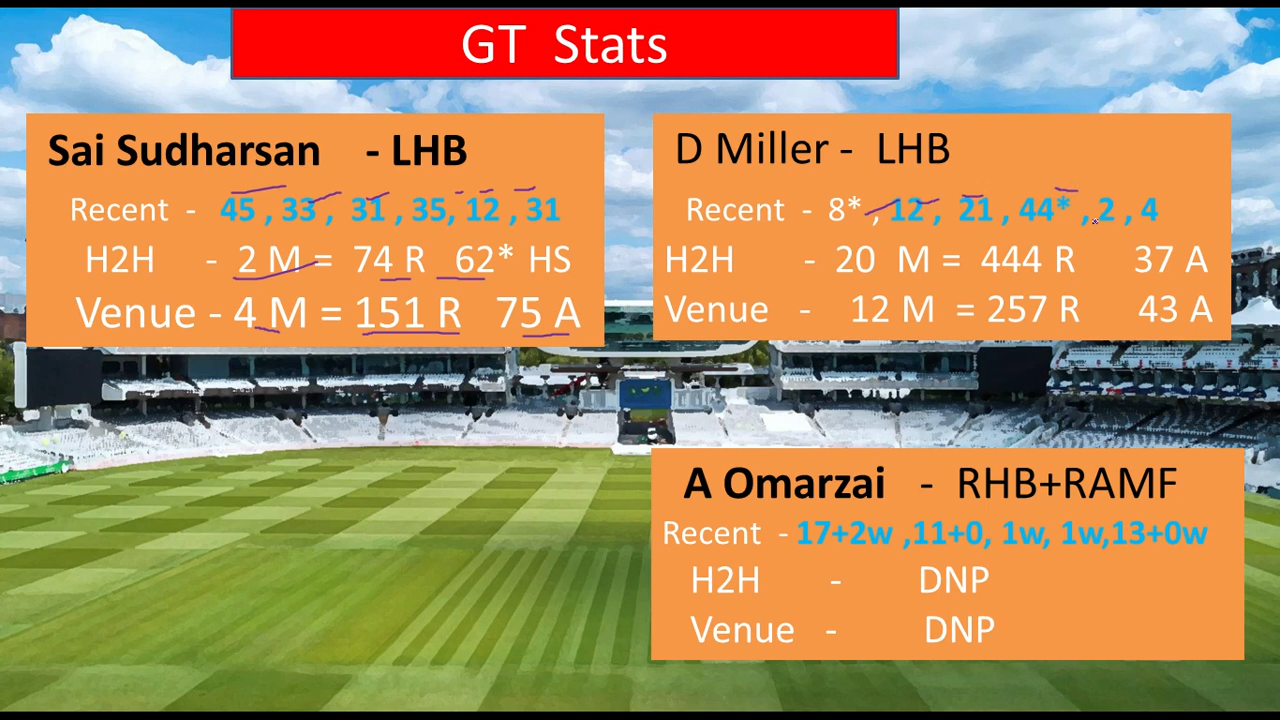 GT Stats
Sai Sudharsan - LHB
Recent - 45 , 33 , 31 , 35, 12 , 31
H2H - 2 M = 74 R 62* HS
Venue - 4 M = 151 R 75 A
D Miller - LHB
Recent - 8* , 12 , 21 , 44* , 2 , 4
H2H - 20 M = 444 R 37 A
Venue - 12 M = 257 R 43 A
A Omarzai - RHB+RAMF
Recent - 17+2w ,11+0, 1w, 1w,13+0w
H2H - DNP
Venue - DNP